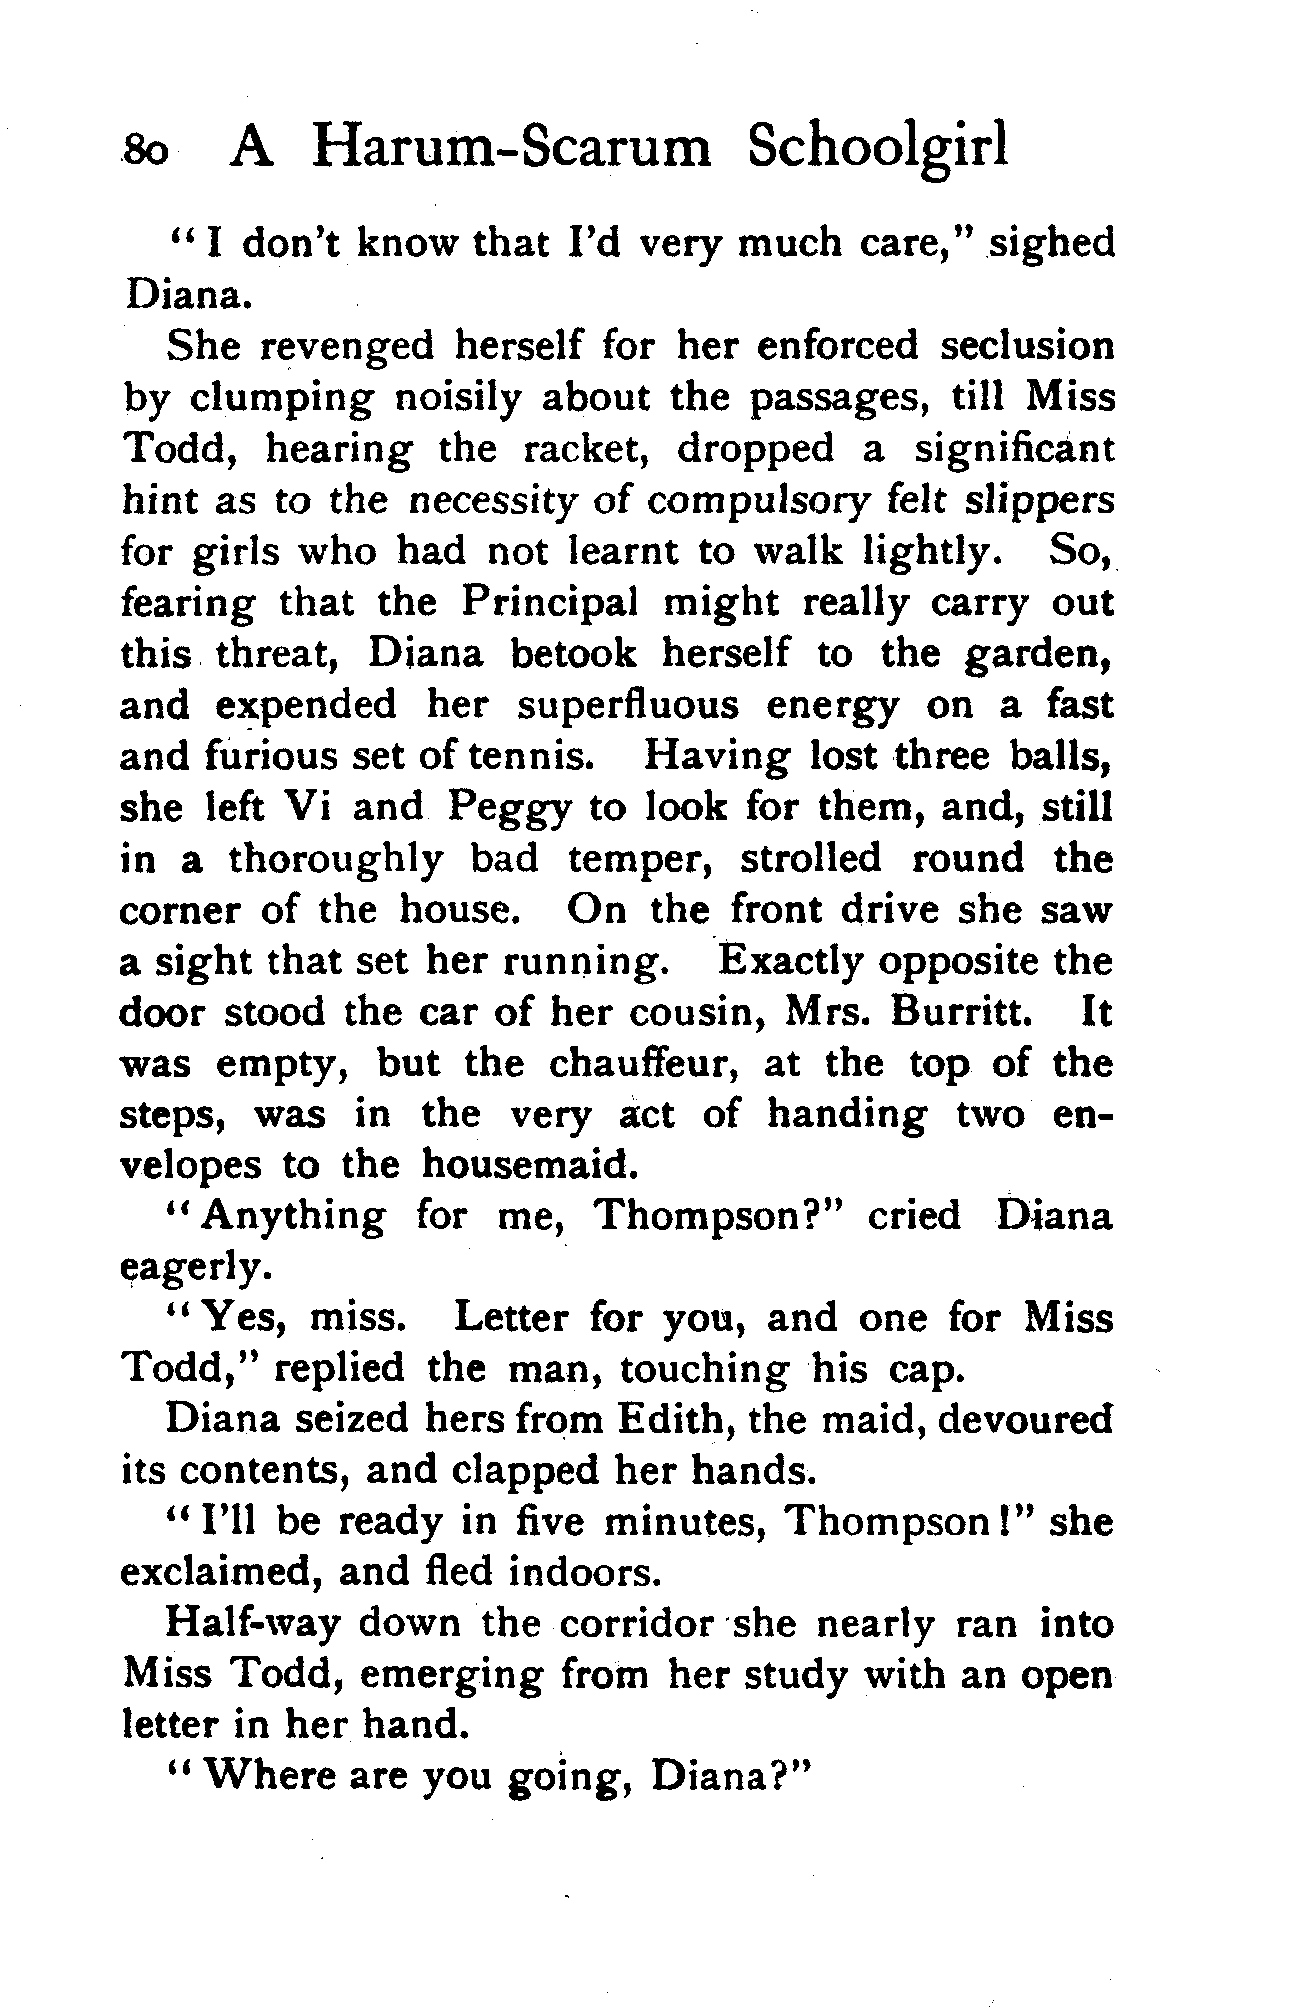 80 A Harum-Scarum Schoolgirl
"I don't know that I'd very much care," sighed
Diana.
She revenged herself for her enforced seclusion
by clumping noisily about the passages, till Miss
Todd, hearing the racket, dropped a significant
hint as to the necessity of compulsory felt slippers
for girls who had not learnt to walk lightly. So,
fearing that the Principal might really carry out
this threat, Diana betook herself to the garden,
and expended her superfluous energy on a fast
and furious set of tennis. Having lost three balls,
she left Vi and Peggy to look for them, and, still
in a thoroughly bad temper, strolled round the
corner of the house. On the front drive she saw
a sight that set her running. Exactly opposite the
door stood the car of her cousin, Mrs. Burritt. It
was empty, but the chauffeur, at the top of the
steps, was in the very act of handing two en-
velopes to the housemaid.
"Anything for me, Thompson?" cried Diana
eagerly.
"Yes, miss. Letter for you, and one for Miss
Todd," replied the man, touching his cap.
Diana seized hers from Edith, the maid, devoured
its contents, and clapped her hands.
"I'll be ready in five minutes, Thompson!" she
exclaimed, and fled indoors.
Half-way down the corridor she nearly ran into
Miss Todd, emerging from her study with an open
letter in her hand.
"Where are you going, Diana?"